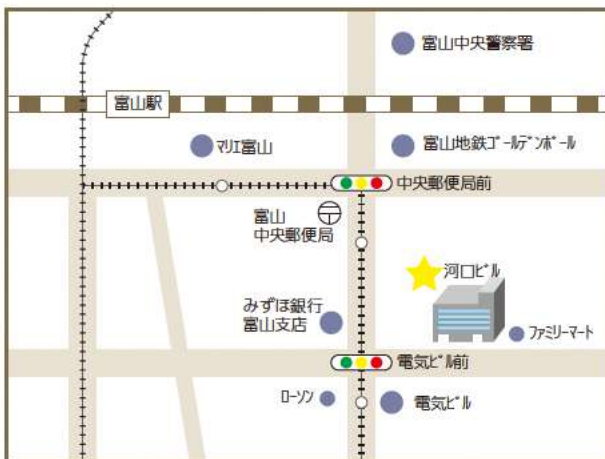 富山中央警察署
富山駅
マリエ富山
富山地鉄ゴールデンボール
中央郵便局前
富山
中央郵便局
河口ビル
みずほ銀行
富山支店
ファミリーマート
電気ビル前
ローソン
電気ビル